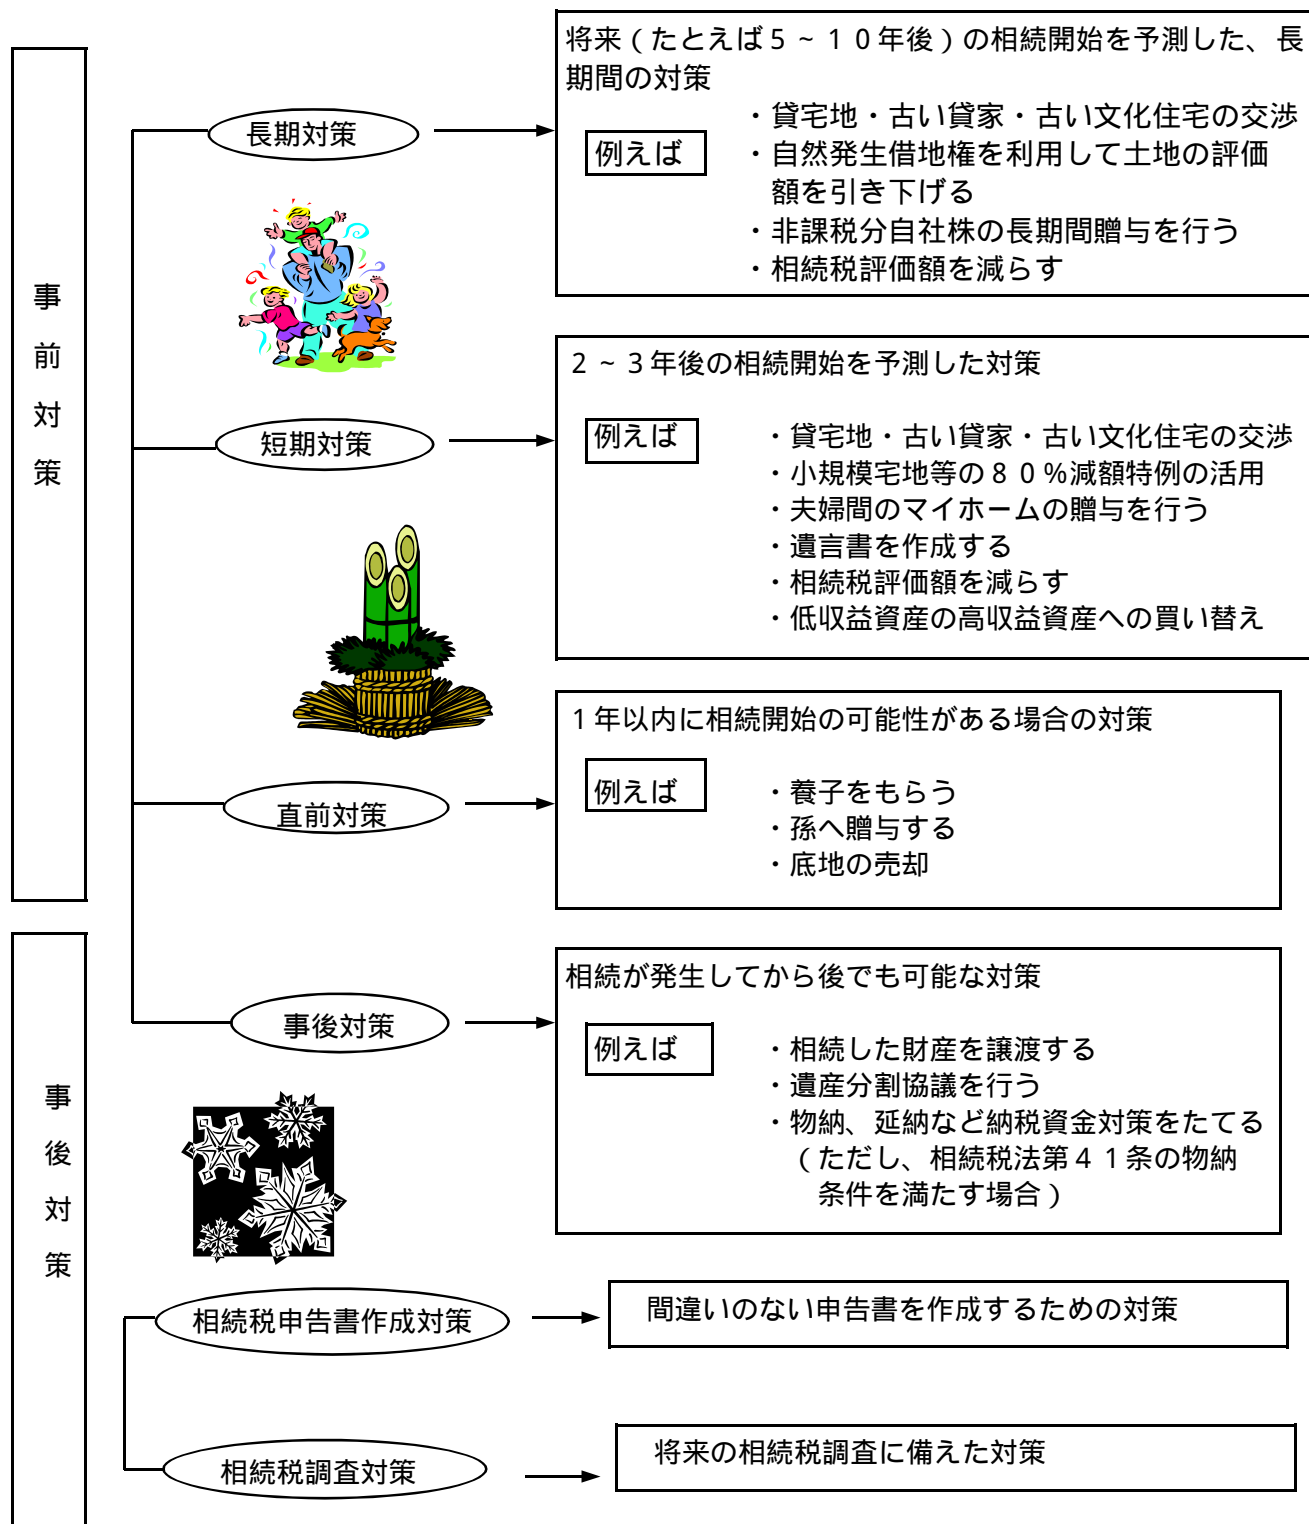 事前対策
長期対策
将来（たとえば５～１０年後）の相続開始を予測した、長
期間の対策
例えば
・貸宅地・古い貸家・古い文化住宅の交渉
・自然発生借地権を利用して土地の評価
額を引き下げる
・非課税分自社株の長期間贈与を行う
・相続税評価額を減らす
短期対策
２～３年後の相続開始を予測した対策
例えば
・貸宅地・古い貸家・古い文化住宅の交渉
・小規模宅地等の８０％減額特例の活用
・夫婦間のマイホームの贈与を行う
・遺言書を作成する
・相続税評価額を減らす
・低収益資産の高収益資産への買い替え
直前対策
１年以内に相続開始の可能性がある場合の対策
例えば
・養子をもらう
・孫へ贈与する
・底地の売却
事後対策
事後対策
相続が発生してから後でも可能な対策
例えば
・相続した財産を譲渡する
・遺産分割協議を行う
・物納、延納など納税資金対策をたてる
（ただし、相続税法第４１条の物納
条件を満たす場合）
相続税申告書作成対策
間違いのない申告書を作成するための対策
相続税調査対策
将来の相続税調査に備えた対策